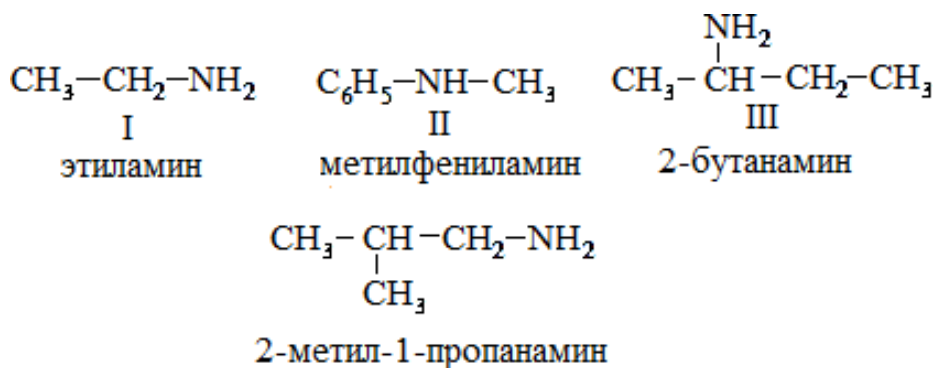 NH₂
CH₃–CH₂–NH₂ C₆H₅–NH–CH₃ CH₃–CH–CH₂–CH₃
I II III
этиламин метилфениламин 2-бутанамин
CH₃–CH–CH₂–NH₂
CH₃
2-метил-1-пропанамин